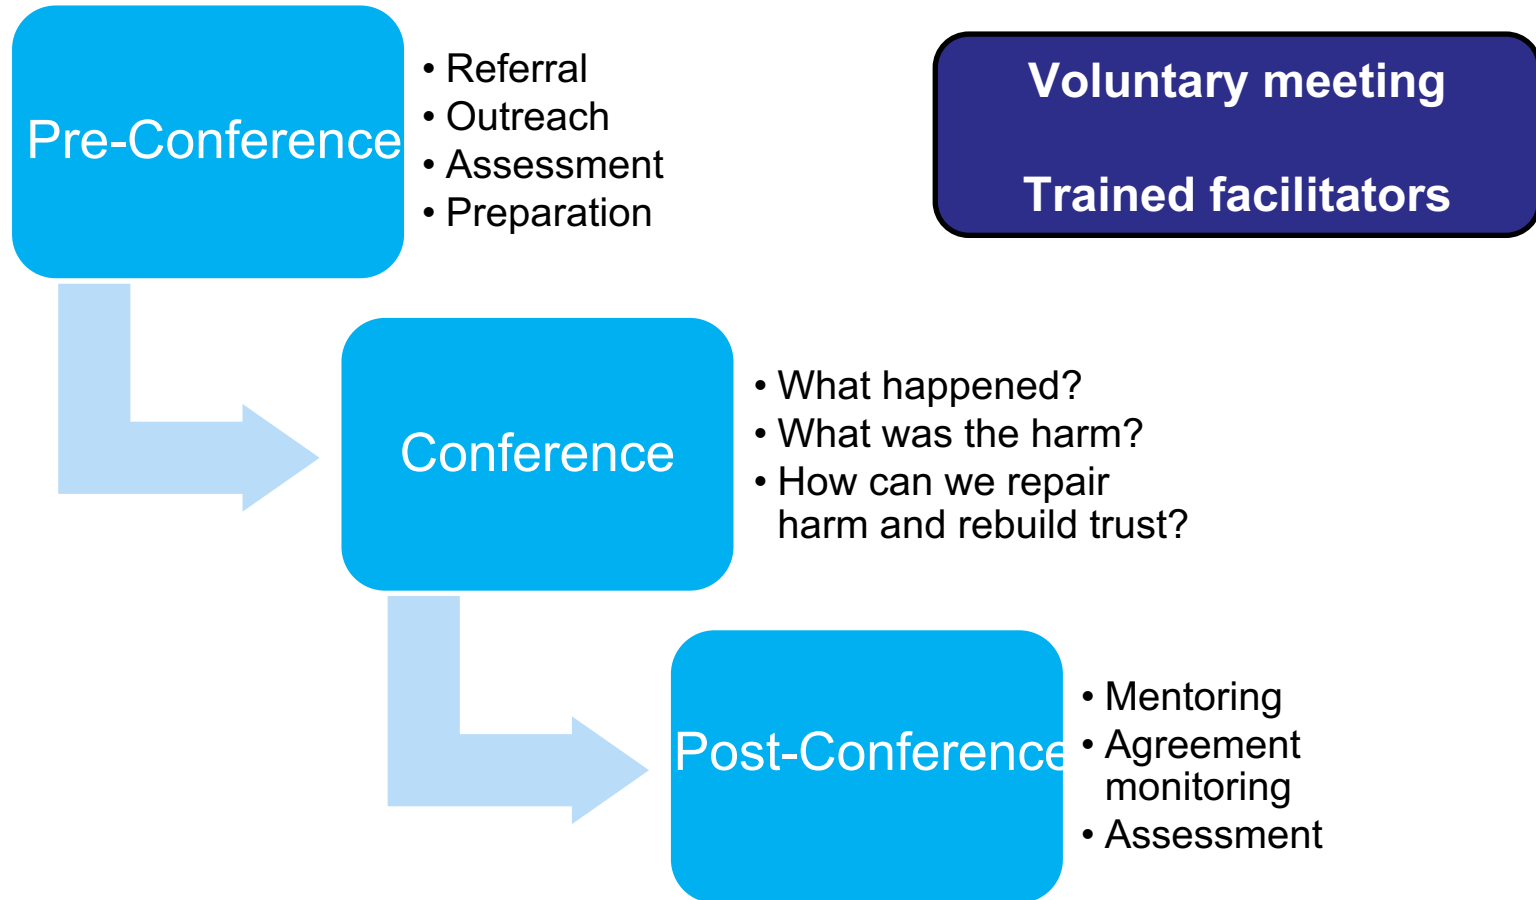 Pre-Conference
• Referral
• Outreach
• Assessment
• Preparation
Voluntary meeting
Trained facilitators
Conference
• What happened?
• What was the harm?
• How can we repair
harm and rebuild trust?
Post-Conference
• Mentoring
• Agreement
monitoring
• Assessment